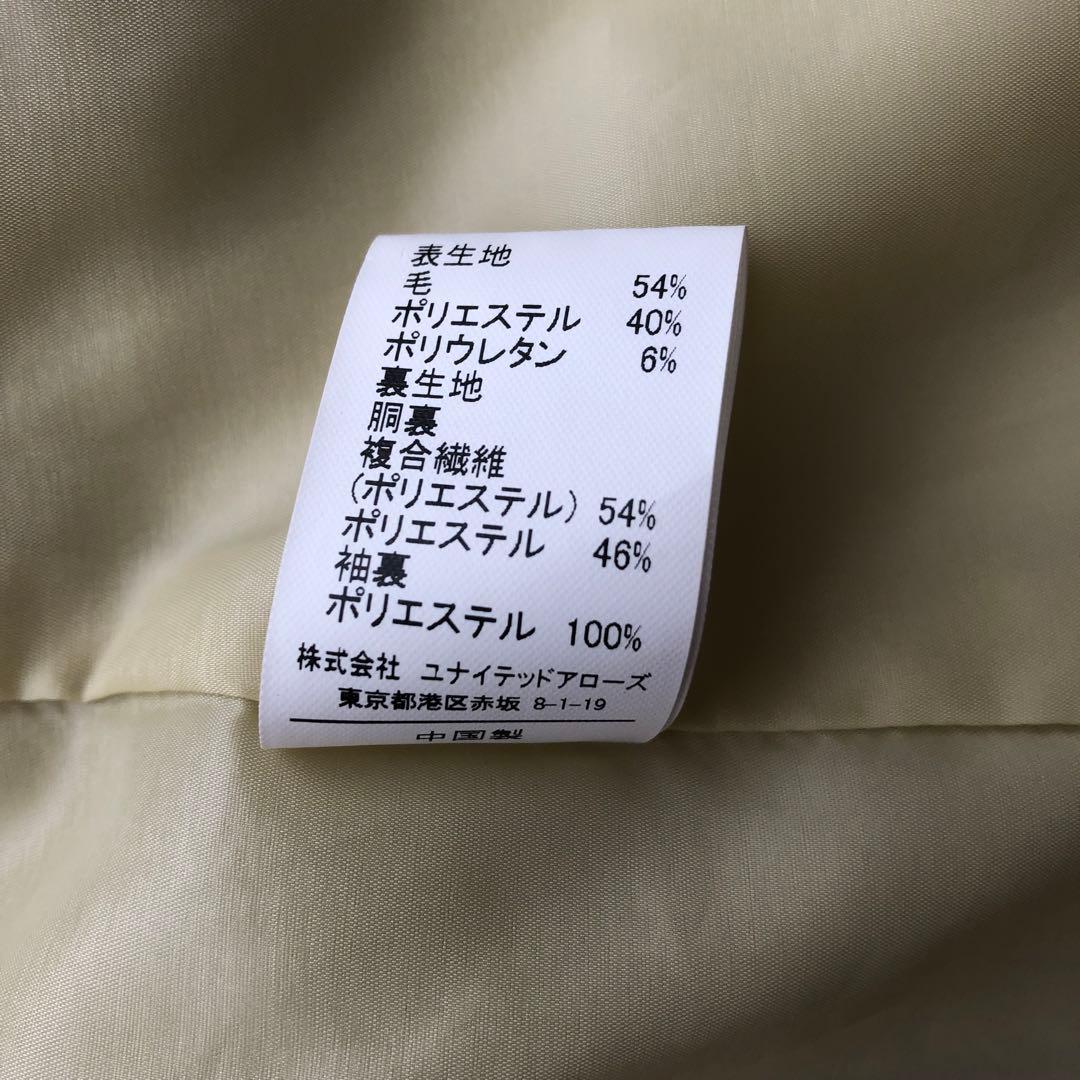 表生地
毛 54%
ポリエステル 40%
ポリウレタン 6%
裏生地
胴裏
複合繊維
(ポリエステル) 54%
ポリエステル 46%
袖裏
ポリエステル 100%
株式会社 ユナイテッドアローズ
東京都港区赤坂 8-1-19
中国製